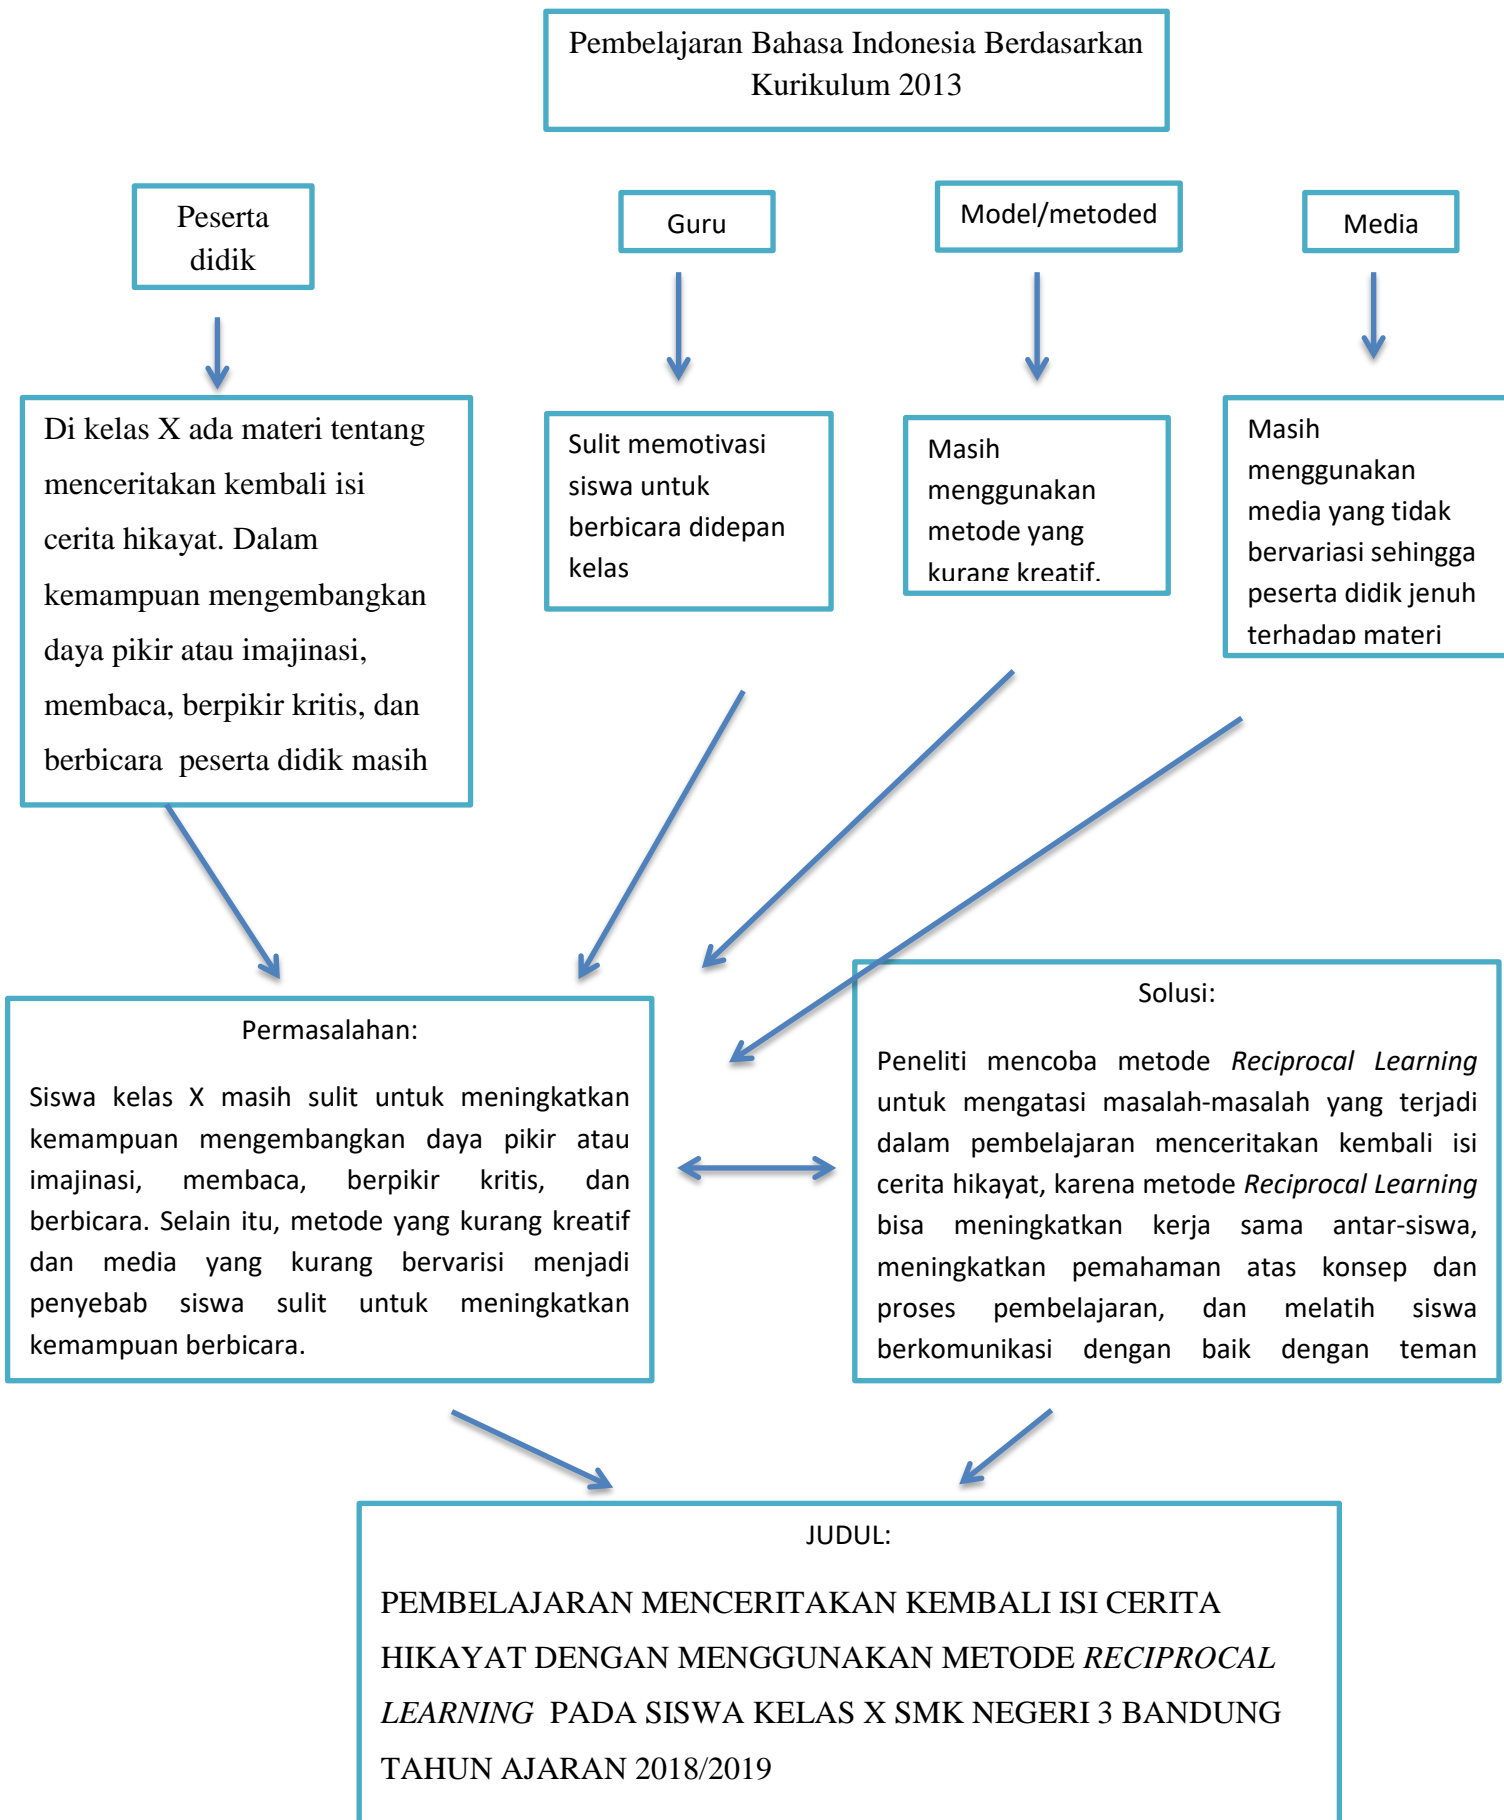 Pembelajaran Bahasa Indonesia Berdasarkan
Kurikulum 2013
Peserta
didik
Guru
Model/metoded
Media
Di kelas X ada materi tentang
menceritakan kembali isi
cerita hikayat. Dalam
kemampuan mengembangkan
daya pikir atau imajinasi,
membaca, berpikir kritis, dan
berbicara  peserta didik masih
Sulit memotivasi
siswa untuk
berbicara didepan
kelas
Masih
menggunakan
metode yang
kurang kreatif.
Masih
menggunakan
media yang tidak
bervariasi sehingga
peserta didik jenuh
terhadap materi
Permasalahan:
Siswa kelas X masih sulit untuk meningkatkan
kemampuan mengembangkan daya pikir atau
imajinasi, membaca, berpikir kritis, dan
berbicara. Selain itu, metode yang kurang kreatif
dan media yang kurang bervarisi menjadi
penyebab siswa sulit untuk meningkatkan
kemampuan berbicara.
Solusi:
Peneliti mencoba metode Reciprocal Learning
untuk mengatasi masalah-masalah yang terjadi
dalam pembelajaran menceritakan kembali isi
cerita hikayat, karena metode Reciprocal Learning
bisa meningkatkan kerja sama antar-siswa,
meningkatkan pemahaman atas konsep dan
proses pembelajaran, dan melatih siswa
berkomunikasi dengan baik dengan teman
JUDUL:
PEMBELAJARAN MENCERITAKAN KEMBALI ISI CERITA
HIKAYAT DENGAN MENGGUNAKAN METODE RECIPROCAL
LEARNING  PADA SISWA KELAS X SMK NEGERI 3 BANDUNG
TAHUN AJARAN 2018/2019